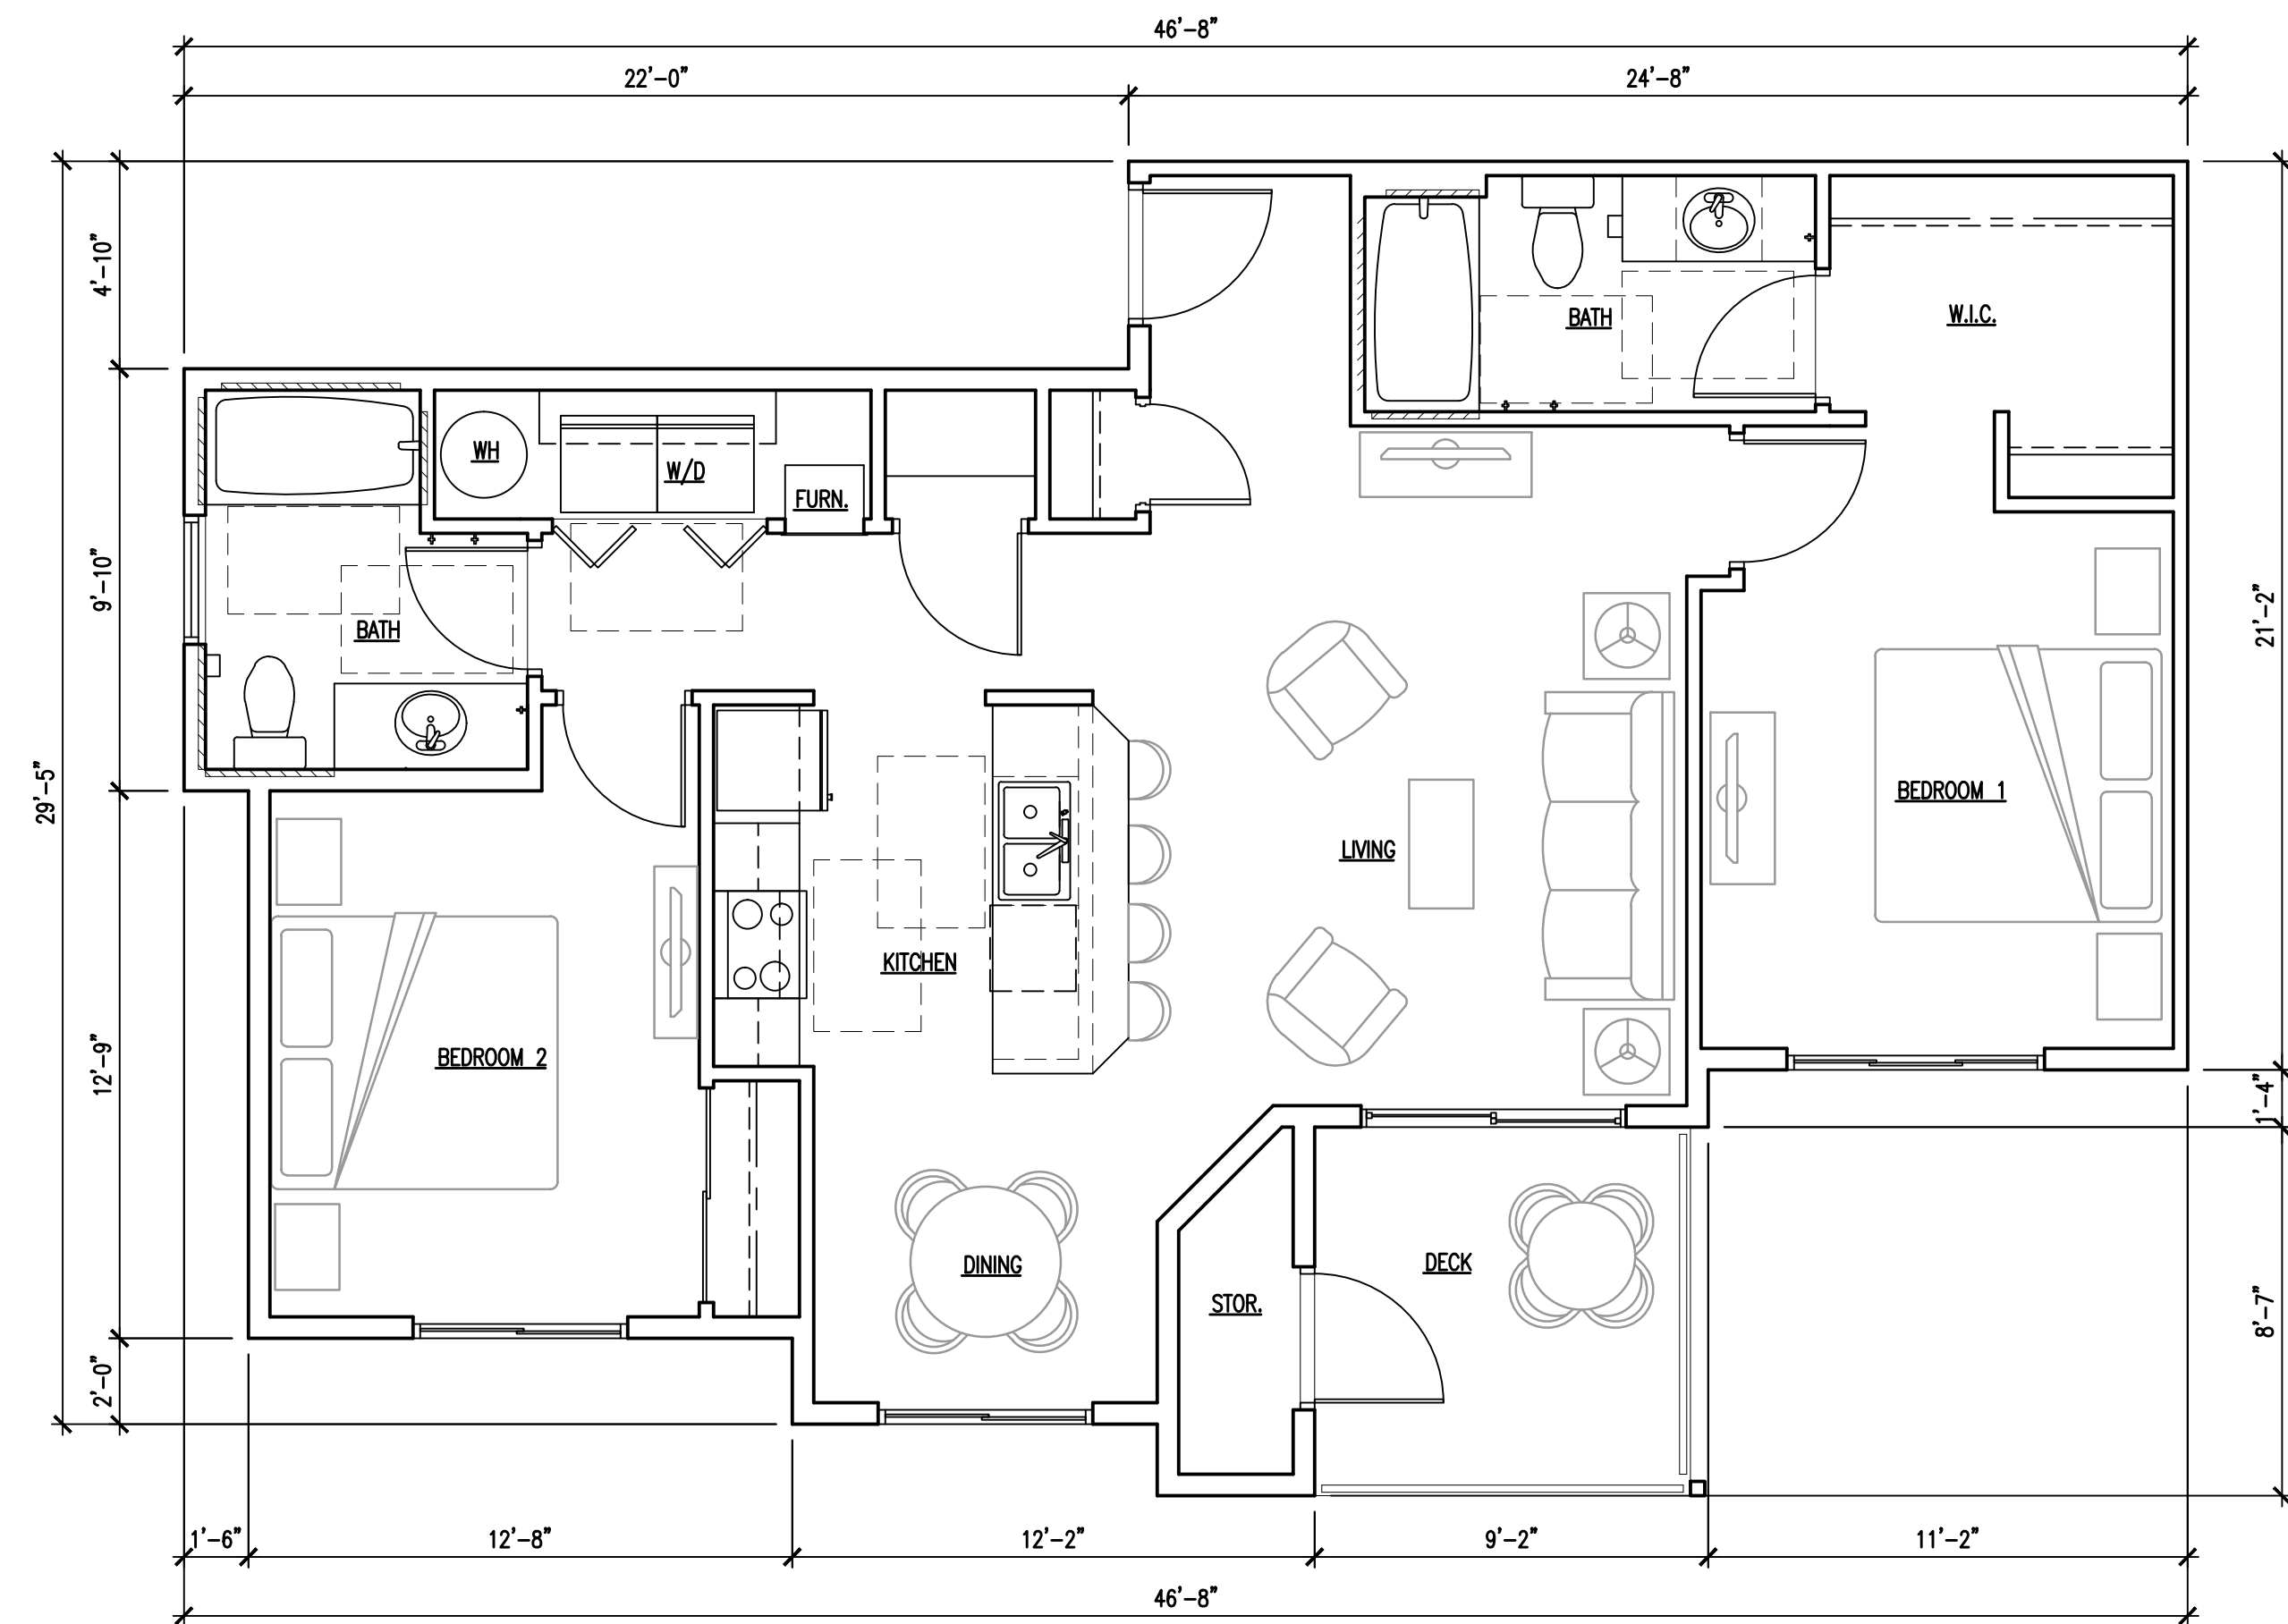 46'-8"
22'-0"
24'-8"
4'-10"
9'-10"
29'-5"
12'-9"
2'-0"
21'-2"
1'-4"
8'-7"
BATH
W.I.C.
WH
W/D
FURN.
BATH
BEDROOM 1
LIVING
KITCHEN
BEDROOM 2
DINING
DECK
STOR.
1'-6"
12'-8"
12'-2"
9'-2"
11'-2"
46'-8"